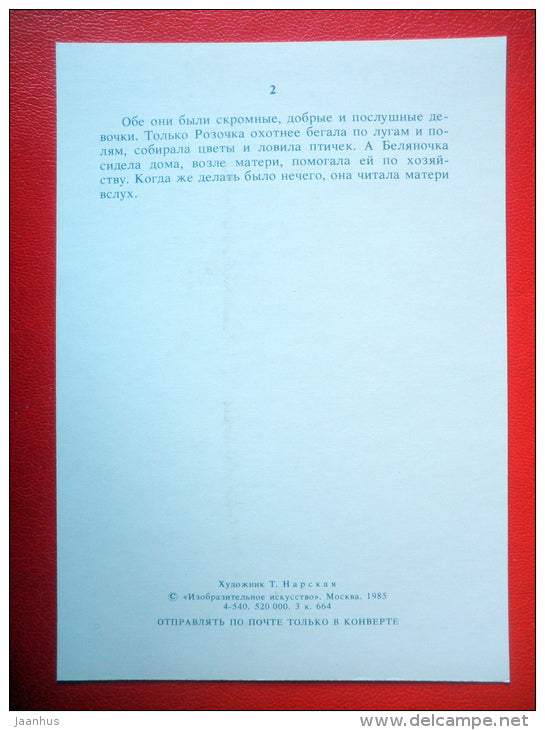 2
Обе они были скромные, добрые и послушные де-
вочки. Только Розочка охотнее бегала по лугам и по-
лям, собирала цветы и ловила птичек. А Беляночка
сидела дома, возле матери, помогала ей по хозяй-
ству. Когда же делать было нечего, она читала матери
вслух.
Художник Т. Нарская
© «Изобразительное искусство». Москва. 1985
4-540. 520 000. 3 к. 664
ОТПРАВЛЯТЬ ПО ПОЧТЕ ТОЛЬКО В КОНВЕРТЕ
jaanhus
www.delcampe.net